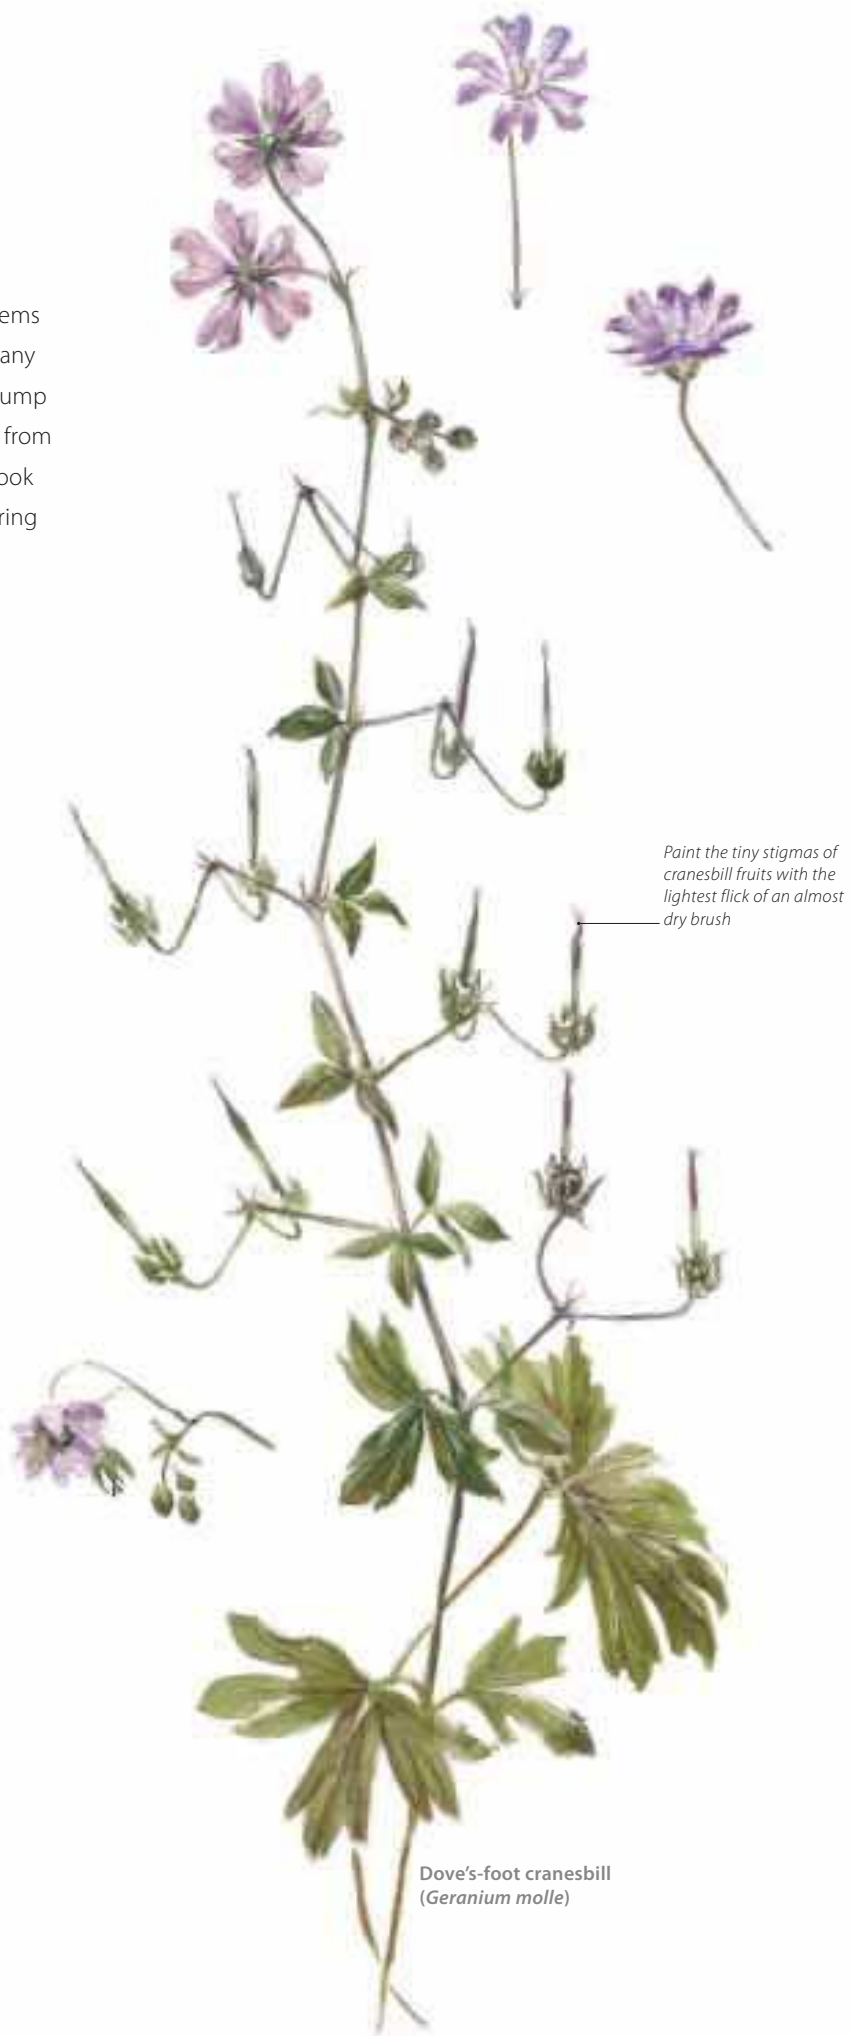 ems
any
ump
from
ook
ring
Paint the tiny stigmas of
cranesbill fruits with the
lightest flick of an almost
dry brush
Dove’s-foot cranesbill
(Geranium molle)